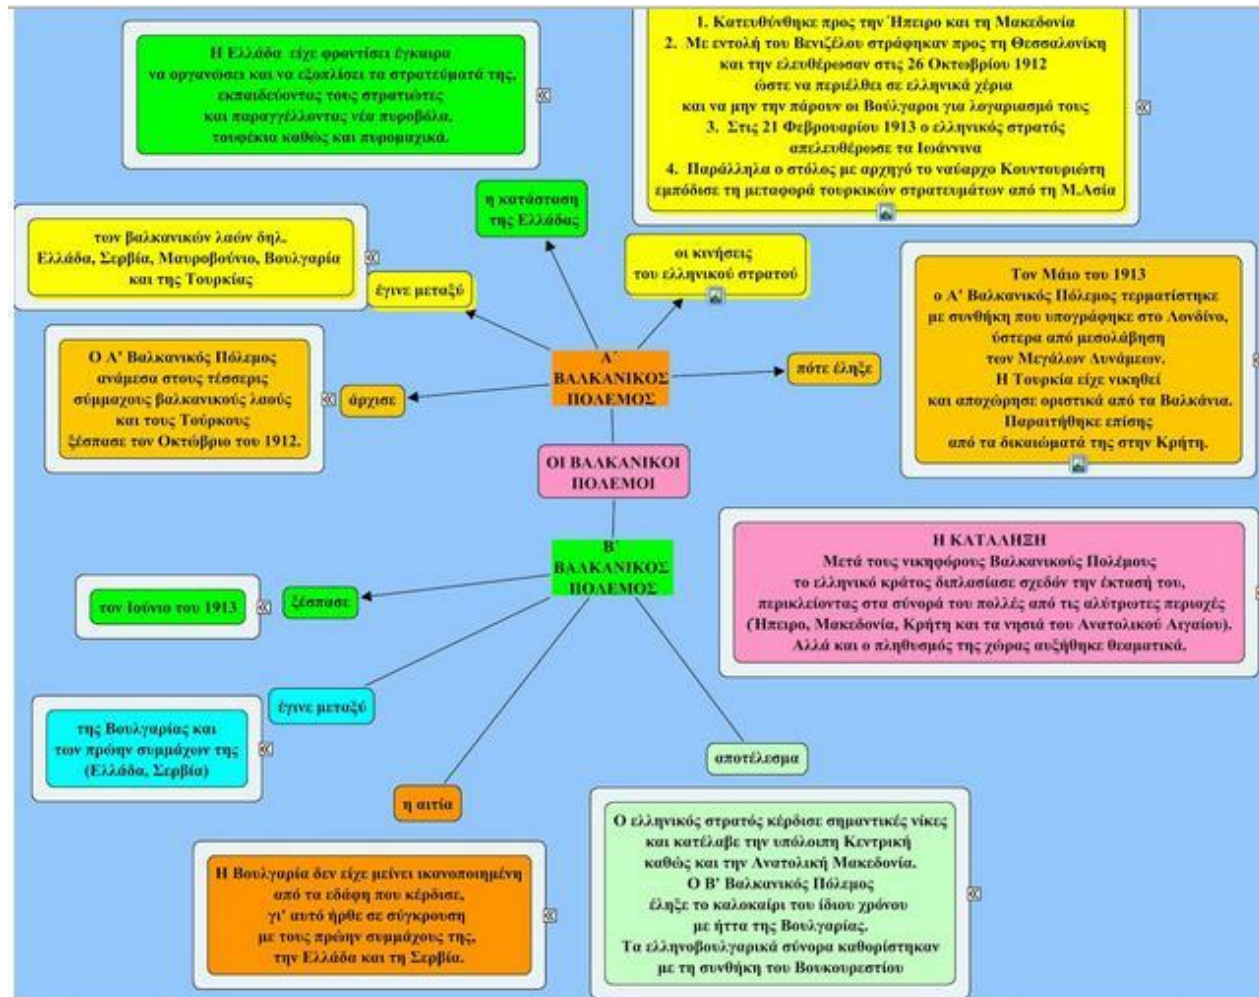 Η Ελλάδα είχε φροντίσει έγκαιρα
να οργανώσει και να εξοπλίσει τα στρατεύματά της,
εκπαιδεύοντας τους στρατιώτες
και παραγγέλλοντας νέα πυροβόλα,
τουφέκια καθώς και πυρομαχικά.
1. Κατευθύνθηκε προς την Ήπειρο και τη Μακεδονία
2. Με εντολή του Βενιζέλου στράφηκαν προς τη Θεσσαλονίκη
και την ελευθέρωσαν στις 26 Οκτωβρίου 1912
ώστε να περιέλθει σε ελληνικά χέρια
και να μην την πάρουν οι Βούλγαροι για λογαριασμό τους
3. Στις 21 Φεβρουαρίου 1913 ο ελληνικός στρατός
απελευθέρωσε τα Ιωάννινα
4. Παράλληλα ο στόλος με αρχηγό το ναύαρχο Κουντουριώτη
εμπόδισε τη μεταφορά τουρκικών στρατευμάτων από τη Μ.Ασία
η κατάσταση
της Ελλάδας
οι κινήσεις
του ελληνικού στρατού
των βαλκανικών λαών δηλ.
Ελλάδα, Σερβία, Μαυροβούνιο, Βουλγαρία
και της Τουρκίας
έγινε μεταξύ
Ο Α' Βαλκανικός Πόλεμος
ανάμεσα στους τέσσερις
σύμμαχους βαλκανικούς λαούς
και τους Τούρκους
ξέσπασε τον Οκτώβριο του 1912.
άρχισε
Α΄
ΒΑΛΚΑΝΙΚΟΣ
ΠΟΛΕΜΟΣ
πότε έληξε
Τον Μάιο του 1913
ο Α' Βαλκανικός Πόλεμος τερματίστηκε
με συνθήκη που υπογράφηκε στο Λονδίνο,
ύστερα από μεσολάβηση
των Μεγάλων Δυνάμεων.
Η Τουρκία είχε νικηθεί
και αποχώρησε οριστικά από τα Βαλκάνια.
Παραιτήθηκε επίσης
από τα δικαιώματά της στην Κρήτη.
ΟΙ ΒΑΛΚΑΝΙΚΟΙ
ΠΟΛΕΜΟΙ
Β΄
ΒΑΛΚΑΝΙΚΟΣ
ΠΟΛΕΜΟΣ
Η ΚΑΤΑΛΗΞΗ
Μετά τους νικηφόρους Βαλκανικούς Πολέμους
το ελληνικό κράτος διπλασίασε σχεδόν την έκτασή του,
περικλείοντας στα σύνορά του πολλές από τις αλύτρωτες περιοχές
(Ήπειρο, Μακεδονία, Κρήτη και τα νησιά του Ανατολικού Αιγαίου).
Αλλά και ο πληθυσμός της χώρας αυξήθηκε θεαματικά.
ξέσπασε
τον Ιούνιο του 1913
έγινε μεταξύ
της Βουλγαρίας και
των πρώην συμμάχων της
(Ελλάδα, Σερβία)
η αιτία
Η Βουλγαρία δεν είχε μείνει ικανοποιημένη
από τα εδάφη που κέρδισε,
γι' αυτό ήρθε σε σύγκρουση
με τους πρώην συμμάχους της,
την Ελλάδα και τη Σερβία.
αποτέλεσμα
Ο ελληνικός στρατός κέρδισε σημαντικές νίκες
και κατέλαβε την υπόλοιπη Κεντρική
καθώς και την Ανατολική Μακεδονία.
Ο Β' Βαλκανικός Πόλεμος
έληξε το καλοκαίρι του ίδιου χρόνου
με ήττα της Βουλγαρίας.
Τα ελληνοβουλγαρικά σύνορα καθορίστηκαν
με τη συνθήκη του Βουκουρεστίου